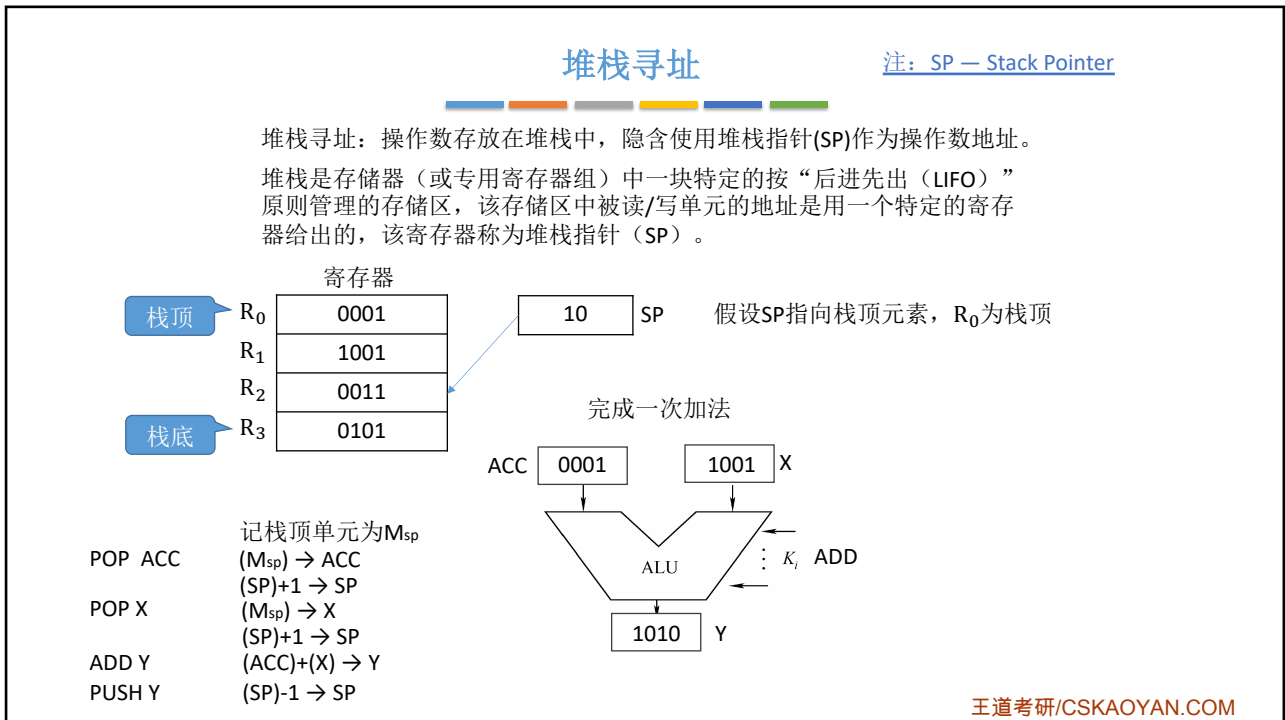 堆栈寻址
注：SP — Stack Pointer
堆栈寻址：操作数存放在堆栈中，隐含使用堆栈指针(SP)作为操作数地址。
堆栈是存储器（或专用寄存器组）中一块特定的按“后进先出（LIFO）”
原则管理的存储区，该存储区中被读/写单元的地址是用一个特定的寄存
器给出的，该寄存器称为堆栈指针（SP）。
寄存器
栈顶 R0 0001
R1 1001
R2 0011
栈底 R3 0101
10 SP
假设SP指向栈顶元素，R0为栈顶
完成一次加法
ACC 0001 1001 X
ALU
Ki ADD
1010 Y
记栈顶单元为Msp
POP ACC (Msp) → ACC
(SP)+1 → SP
POP X (Msp) → X
(SP)+1 → SP
ADD Y (ACC)+(X) → Y
PUSH Y (SP)-1 → SP
王道考研/CSKAOYAN.COM